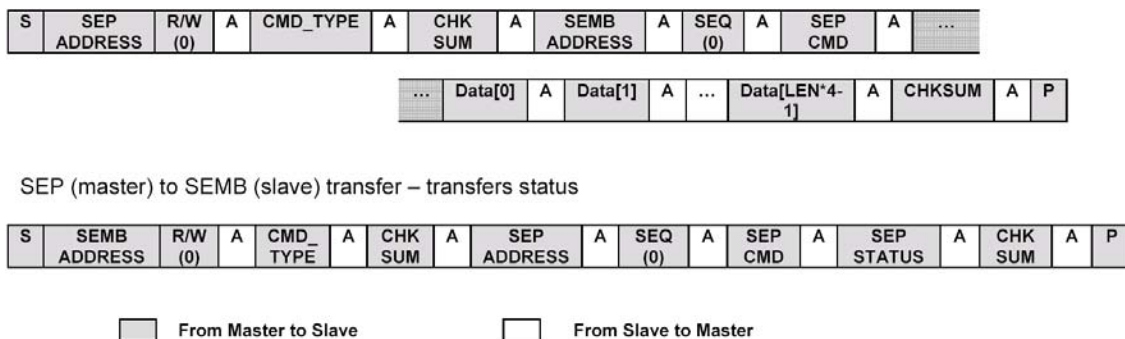 S SEP R/W A CMD_TYPE A CHK A SEMB A SEQ A SEP A ...
ADDRESS (0) SUM ADDRESS (0) CMD
... Data[0] A Data[1] A ... Data[LEN*4- A CHKSUM A P
1]
SEP (master) to SEMB (slave) transfer – transfers status
S SEMB R/W A CMD_ A CHK A SEP A SEQ A SEP A SEP A CHK A P
ADDRESS (0) TYPE SUM ADDRESS (0) CMD STATUS SUM
From Master to Slave From Slave to Master